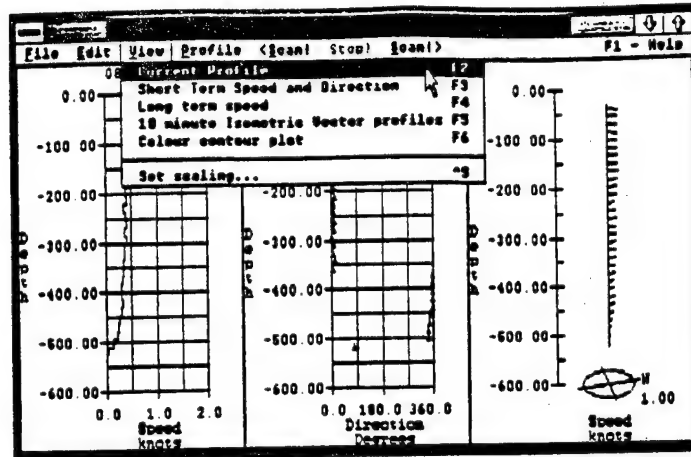 File Edit View Profile <Scan! Stop! Scan!> F1 - Help
Current Profile F2
Short Term Speed and Direction F3
Long term speed F4
10 minute Isometric Vector profiles F5
Colour contour plot F6
Set scaling... ^S
0.00
-100 00
-200 00
-300.00
-400.00
-500.00
-600.00
Depth
0.0 1.0 2.0
Speed
knots
-200.00
-300.00
-400.00
-500.00
-600.00
Depth
0.0 180.0 360.0
Direction
Degrees
0.00
-100 00
-200 00
-300 00
-400 00
-500 00
-600 00
N
1.00
Speed
knots